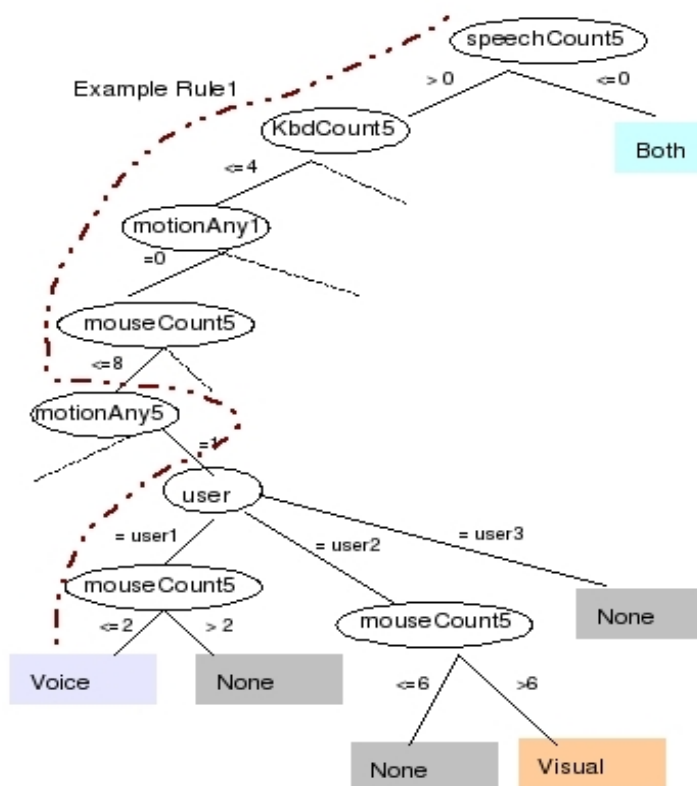 speechCount5
Example Rule1
> 0
<=0
KbdCount5
Both
<=4
motionAny1
=0
mouseCount5
<=8
motionAny5
=1
user
= user1
= user2
= user3
mouseCount5
<=2
> 2
mouseCount5
None
Voice
None
<=6
>6
None
Visual